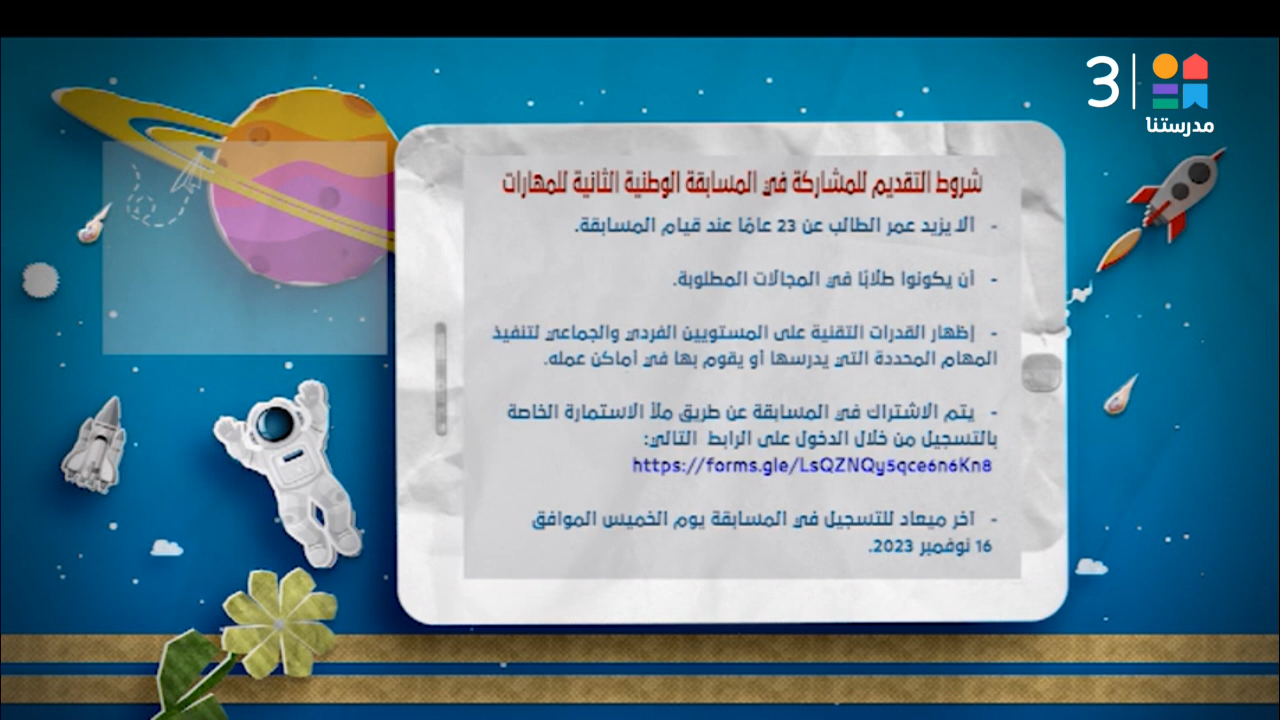 3
مدرستنا
شروط التقديم للمشاركة في المسابقة الوطنية الثانية للمهارات
- ألا يزيد عمر الطالب عن 23 عامًا عند قيام المسابقة.
- أن يكونوا طلابًا في المجالات المطلوبة.
- إظهار القدرات التقنية على المستويين الفردي والجماعي لتنفيذ
المهام المحددة التي يدرسها أو يقوم بها في أماكن عمله.
- يتم الاشتراك في المسابقة عن طريق ملأ الاستمارة الخاصة
بالتسجيل من خلال الدخول على الرابط التالي:
https://forms.gle/LsQZNQy5qce6n6Kn8
- آخر ميعاد للتسجيل في المسابقة يوم الخميس الموافق
16 نوفمبر 2023.